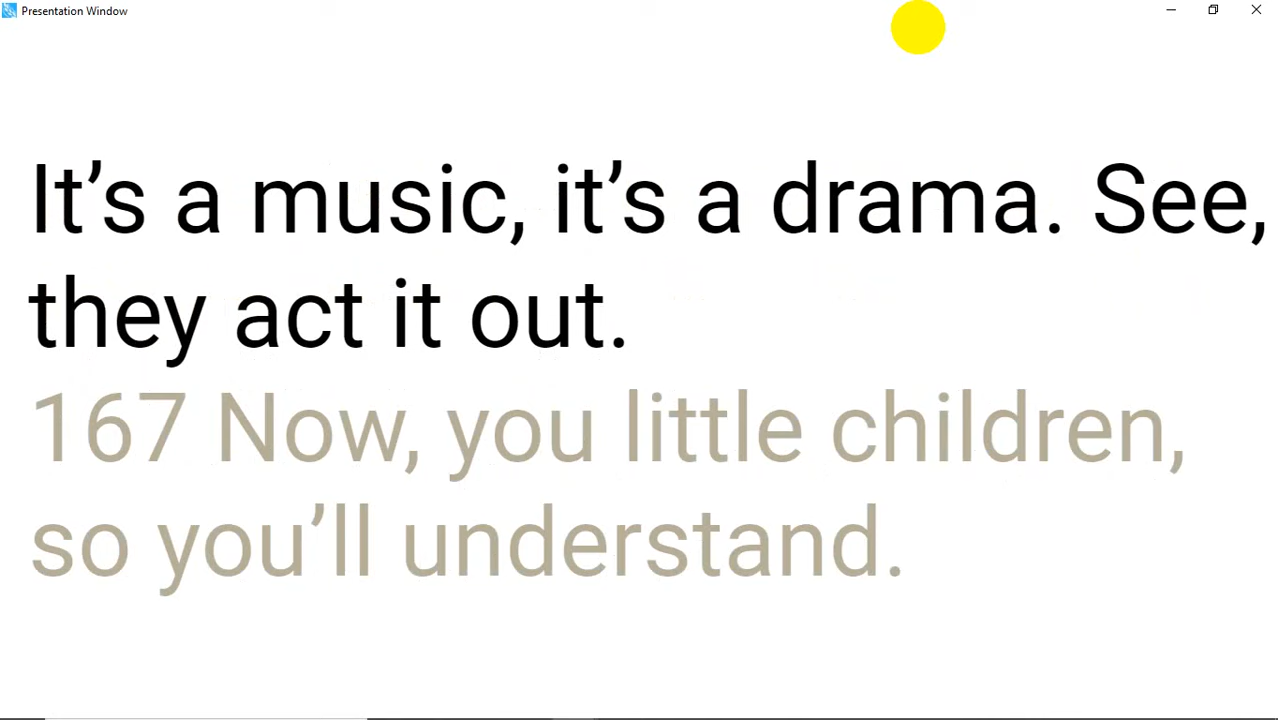 Presentation Window
It’s a music, it’s a drama. See,
they act it out.
167 Now, you little children,
so you’ll understand.